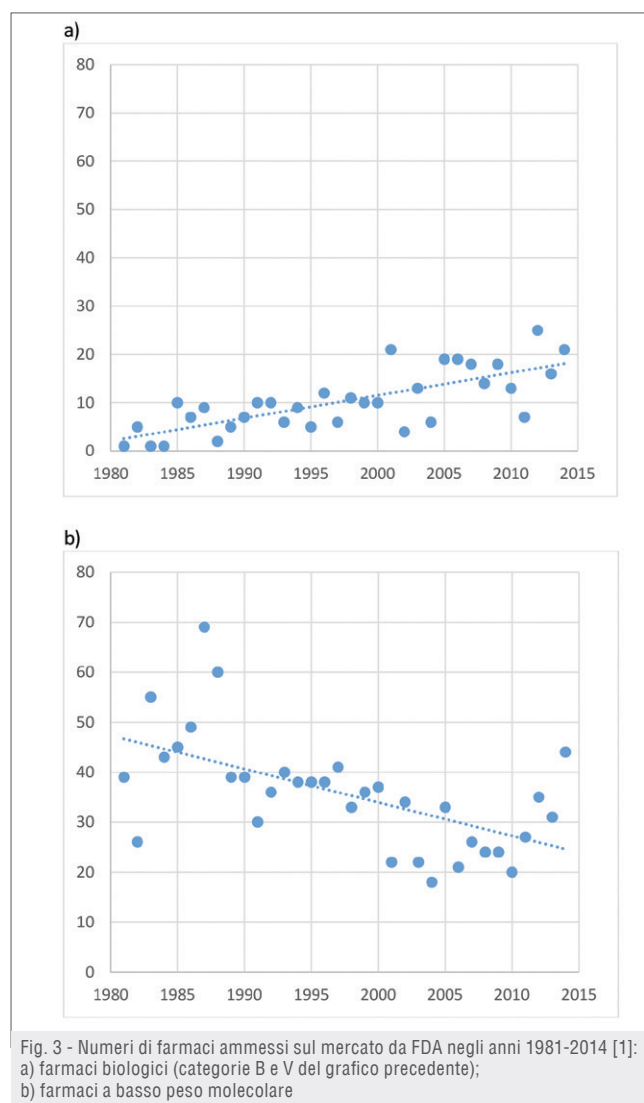 a)
80
70
60
50
40
30
20
10
0
1980 1985 1990 1995 2000 2005 2010 2015
b)
80
70
60
50
40
30
20
10
0
1980 1985 1990 1995 2000 2005 2010 2015
Fig. 3 - Numeri di farmaci ammessi sul mercato da FDA negli anni 1981-2014 [1]:
a) farmaci biologici (categorie B e V del grafico precedente);
b) farmaci a basso peso molecolare